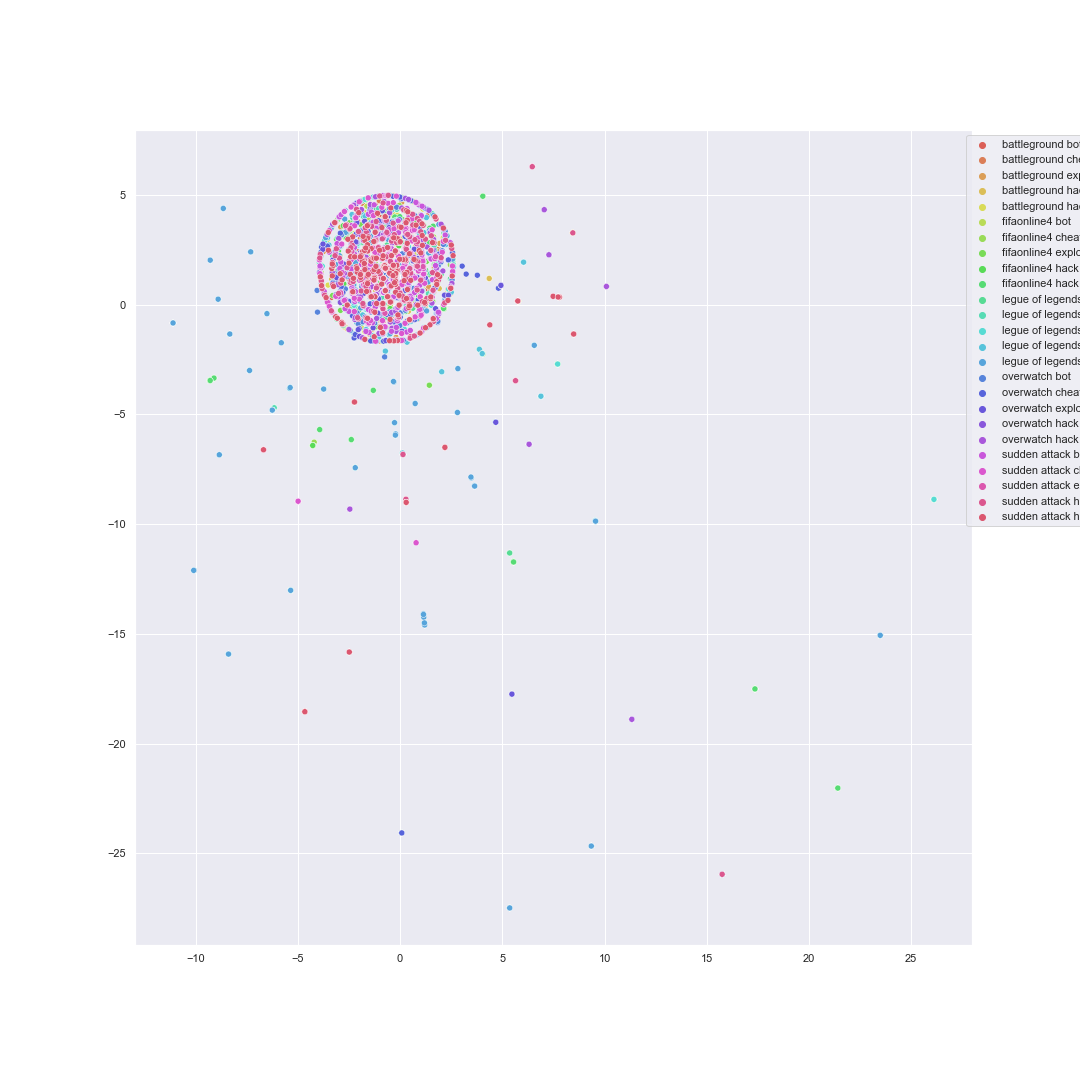 5
0
−5
−10
−15
−20
−25
−10
−5
0
5
10
15
20
25
battleground bot
battleground che
battleground exp
battleground hac
battleground hac
fifaonline4 bot
fifaonline4 cheat
fifaonline4 explo
fifaonline4 hack
fifaonline4 hack
legue of legends
legue of legends
legue of legends
legue of legends
legue of legends
overwatch bot
overwatch cheat
overwatch explo
overwatch hack
overwatch hack
sudden attack b
sudden attack cl
sudden attack e
sudden attack h
sudden attack h